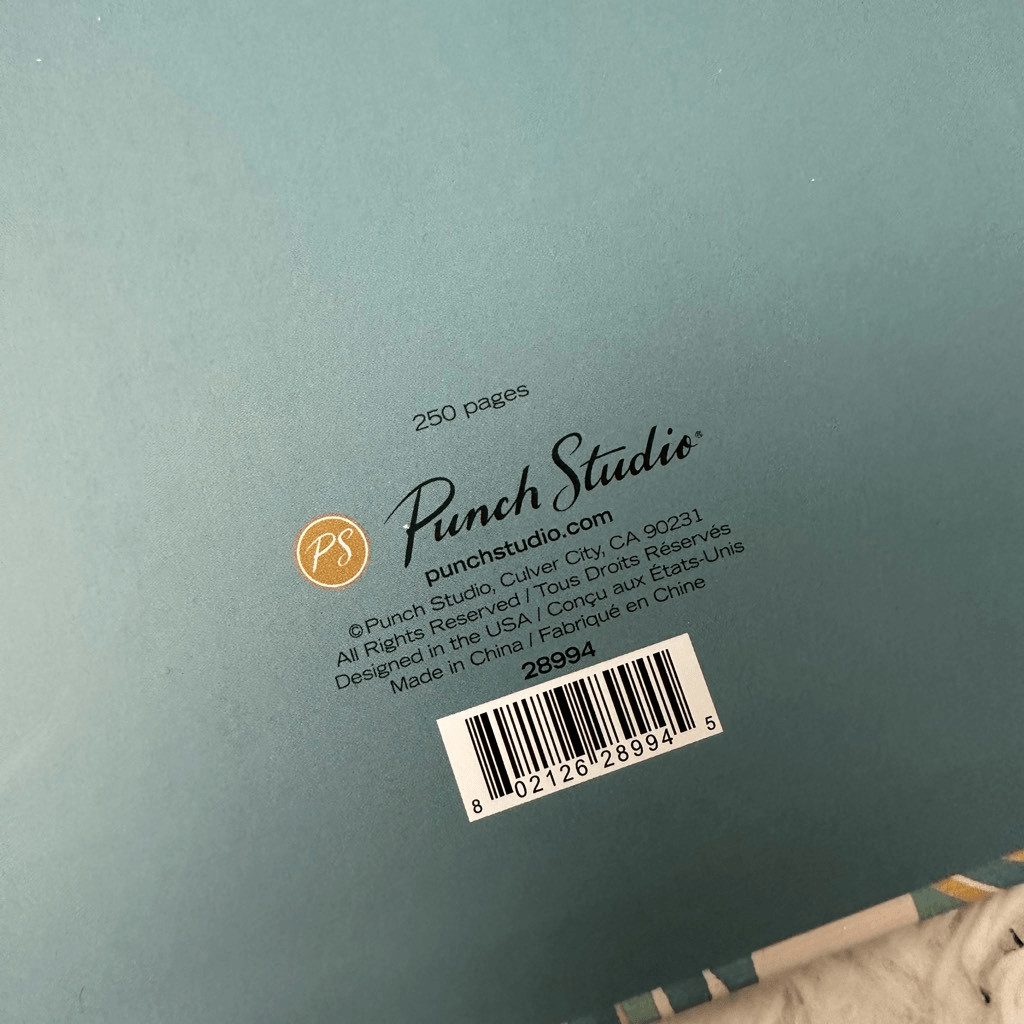 250 pages
PS
Punch Studio®
punchstudio.com
©Punch Studio, Culver City, CA 90231
All Rights Reserved / Tous Droits Réservés
Designed in the USA / Conçu aux États-Unis
Made in China / Fabriqué en Chine
28994
8 02126 28994 5